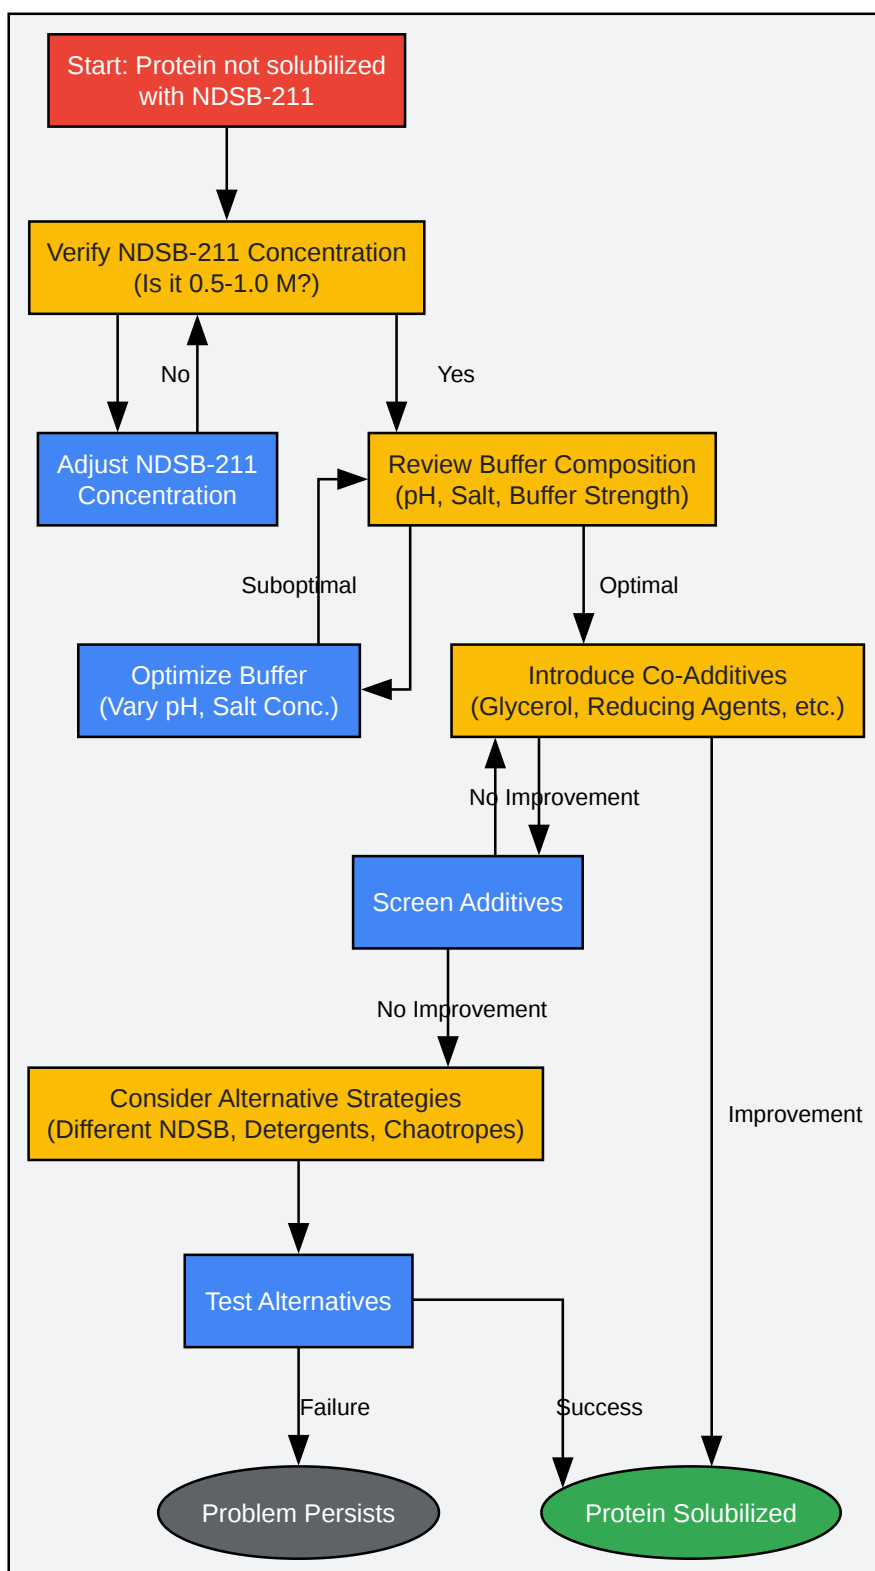 Start: Protein not solubilized
with NDSB-211
Verify NDSB-211 Concentration
(Is it 0.5-1.0 M?)
No
Yes
Adjust NDSB-211
Concentration
Review Buffer Composition
(pH, Salt, Buffer Strength)
Suboptimal
Optimal
Optimize Buffer
(Vary pH, Salt Conc.)
Introduce Co-Additives
(Glycerol, Reducing Agents, etc.)
No Improvement
Screen Additives
No Improvement
Consider Alternative Strategies
(Different NDSB, Detergents, Chaotropes)
Improvement
Test Alternatives
Failure
Success
Problem Persists
Protein Solubilized